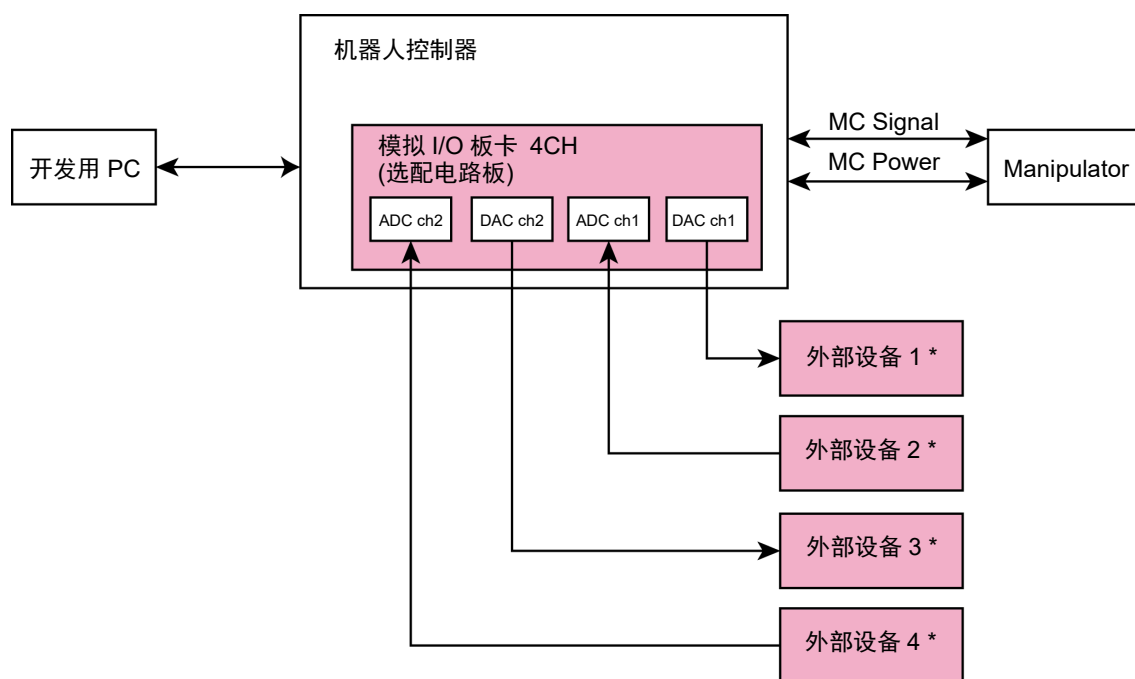 机器人控制器
模拟 I/O 板卡 4CH
(选配电路板)
ADC ch2
DAC ch2
ADC ch1
DAC ch1
开发用 PC
MC Signal
MC Power
Manipulator
外部设备 1 *
外部设备 2 *
外部设备 3 *
外部设备 4 *